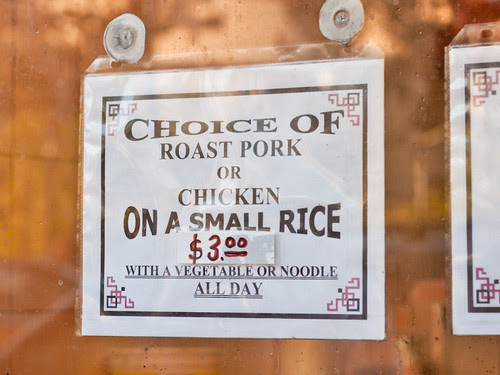 CHOICE OF
ROAST PORK
OR
CHICKEN
ON A SMALL RICE
$3.00
WITH A VEGETABLE OR NOODLE
ALL DAY